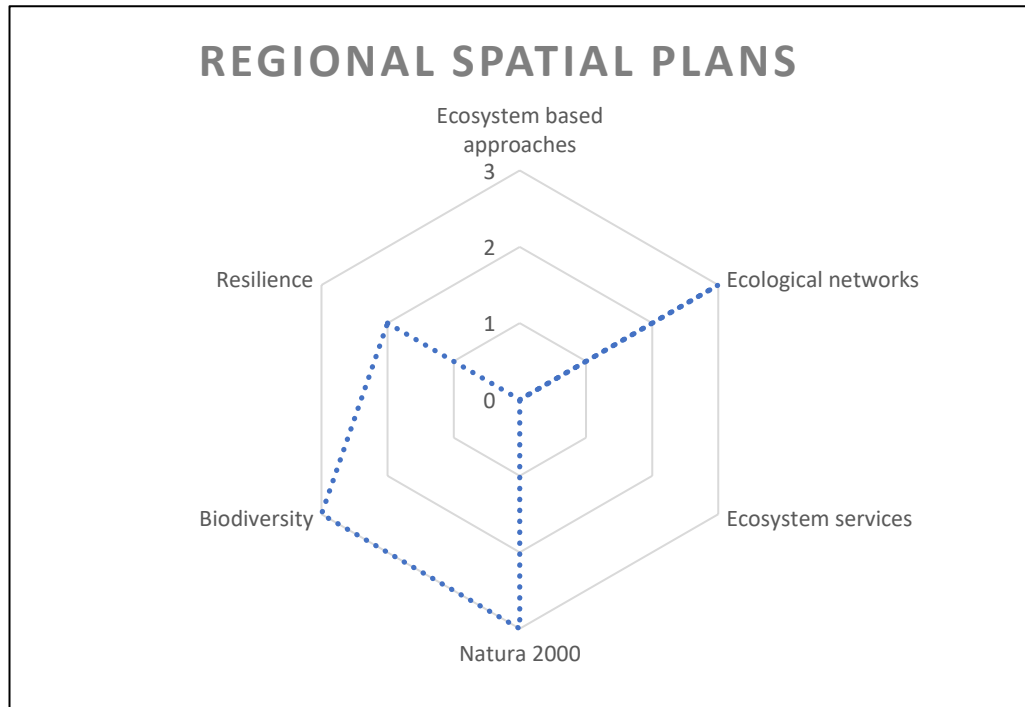 REGIONAL SPATIAL PLANS
Ecosystem based
approaches
3
2
Resilience
Ecological networks
1
0
Biodiversity
Ecosystem services
Natura 2000